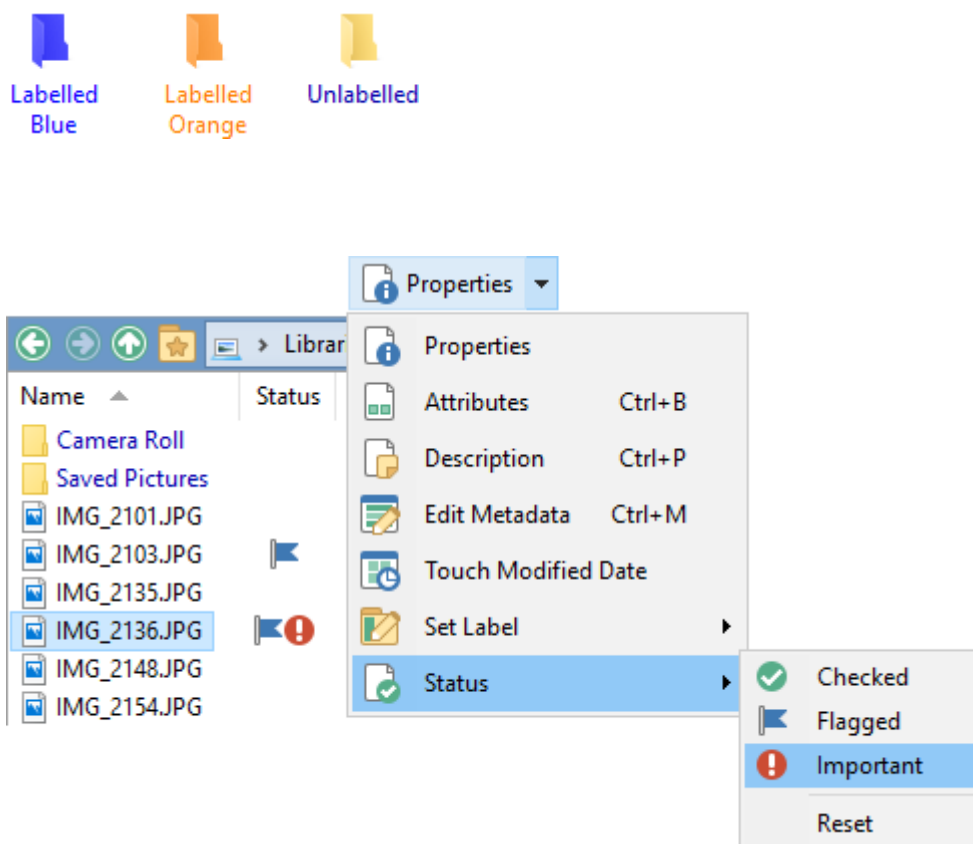 Labelled Blue
Labelled Orange
Unlabelled
Properties
Librar
Name Status
Camera Roll
Saved Pictures
IMG_2101.JPG
IMG_2103.JPG
IMG_2135.JPG
IMG_2136.JPG
IMG_2148.JPG
IMG_2154.JPG
Properties
Attributes Ctrl+B
Description Ctrl+P
Edit Metadata Ctrl+M
Touch Modified Date
Set Label
Status
Checked
Flagged
Important
Reset